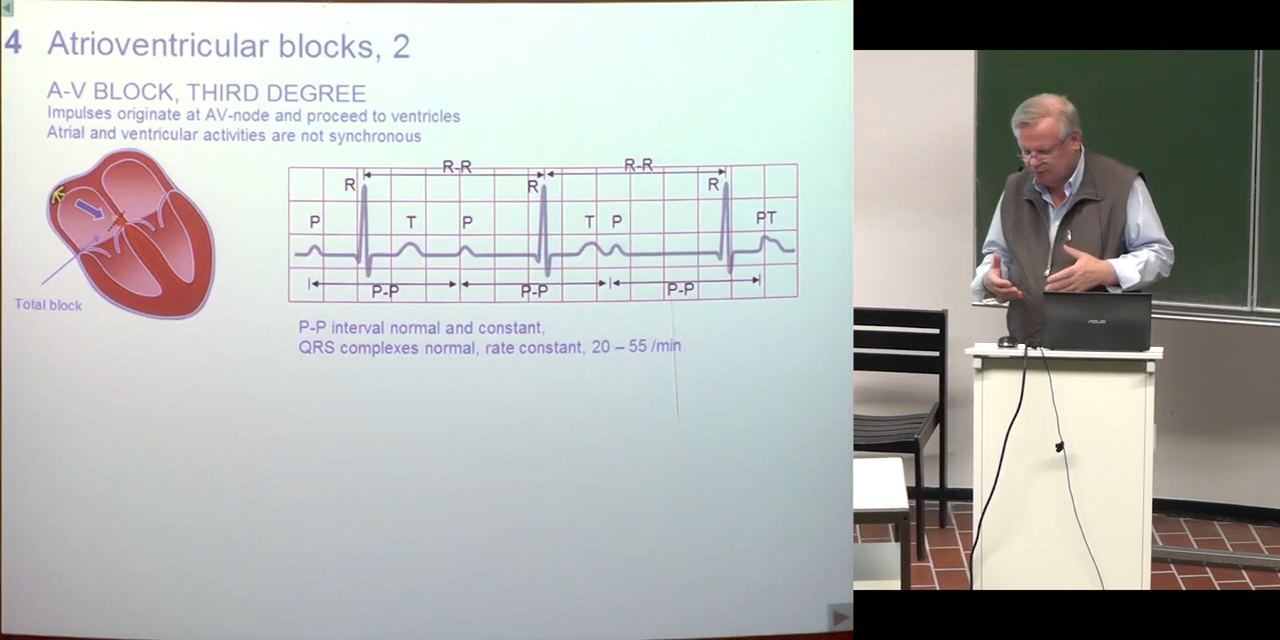 4 Atrioventricular blocks, 2
A-V BLOCK, THIRD DEGREE
Impulses originate at AV-node and proceed to ventricles
Atrial and ventricular activities are not synchronous
R-R R-R
R R R
P T P T P PT
P-P P-P P-P
Total block
P-P interval normal and constant,
QRS complexes normal, rate constant, 20 – 55 /min
ASUS